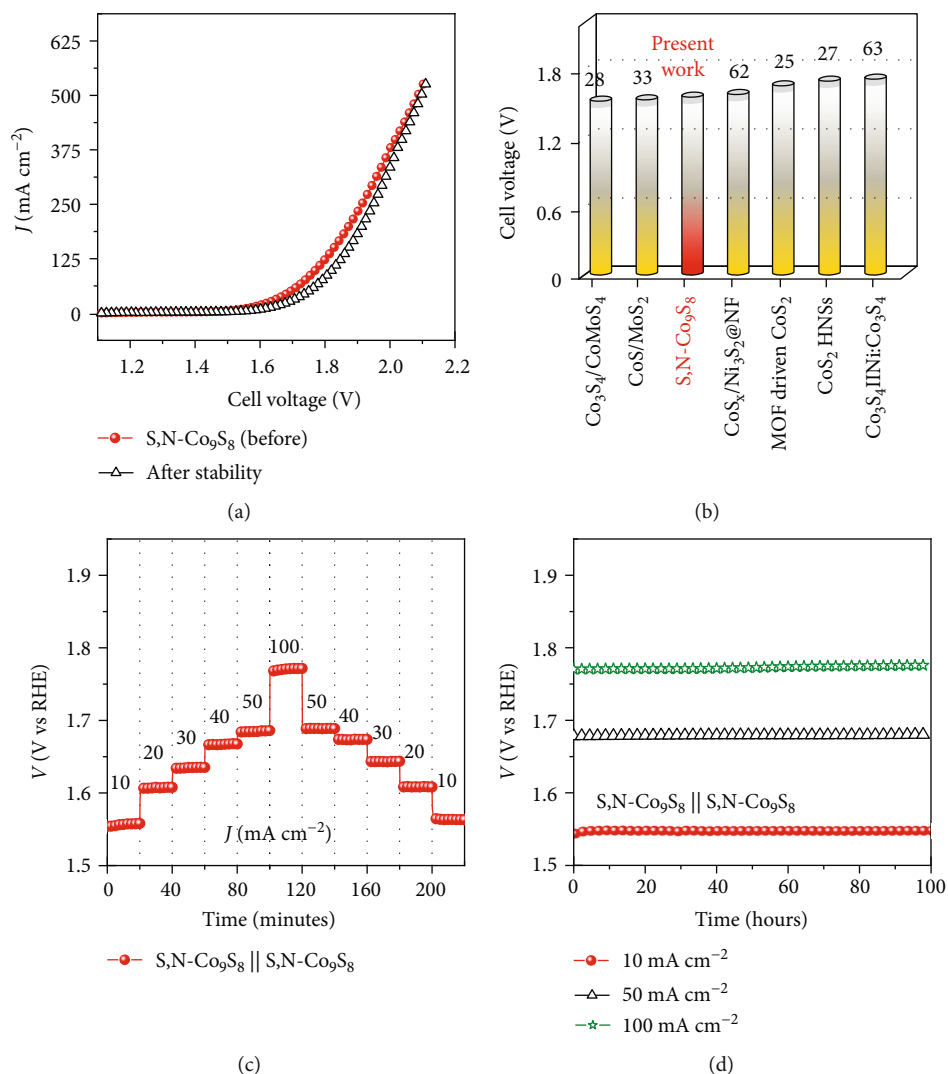 625
500
375
250
125
0
J (mA cm⁻²)
1.2
1.4
1.6
1.8
2.0
2.2
Cell voltage (V)
S,N-Co₉S₈ (before)
After stability
(a)
1.8
1.2
0.6
0
Cell voltage (V)
28
33
Present
work
62
25
27
63
Co₃S₄/CoMoS₄
CoS/MoS₂
S,N-Co₉S₈
CoSₓ/Ni₃S₂@NF
MOF driven CoS₂
CoS₂ HNSs
Co₃S₄IINi:Co₃S₄
(b)
1.9
1.8
1.7
1.6
1.5
V (V vs RHE)
10
20
30
40
50
100
50
40
30
20
10
J (mA cm⁻²)
0
40
80
120
160
200
Time (minutes)
S,N-Co₉S₈ || S,N-Co₉S₈
(c)
1.9
1.8
1.7
1.6
1.5
V (V vs RHE)
S,N-Co₉S₈ || S,N-Co₉S₈
0
20
40
60
80
100
Time (hours)
10 mA cm⁻²
50 mA cm⁻²
100 mA cm⁻²
(d)